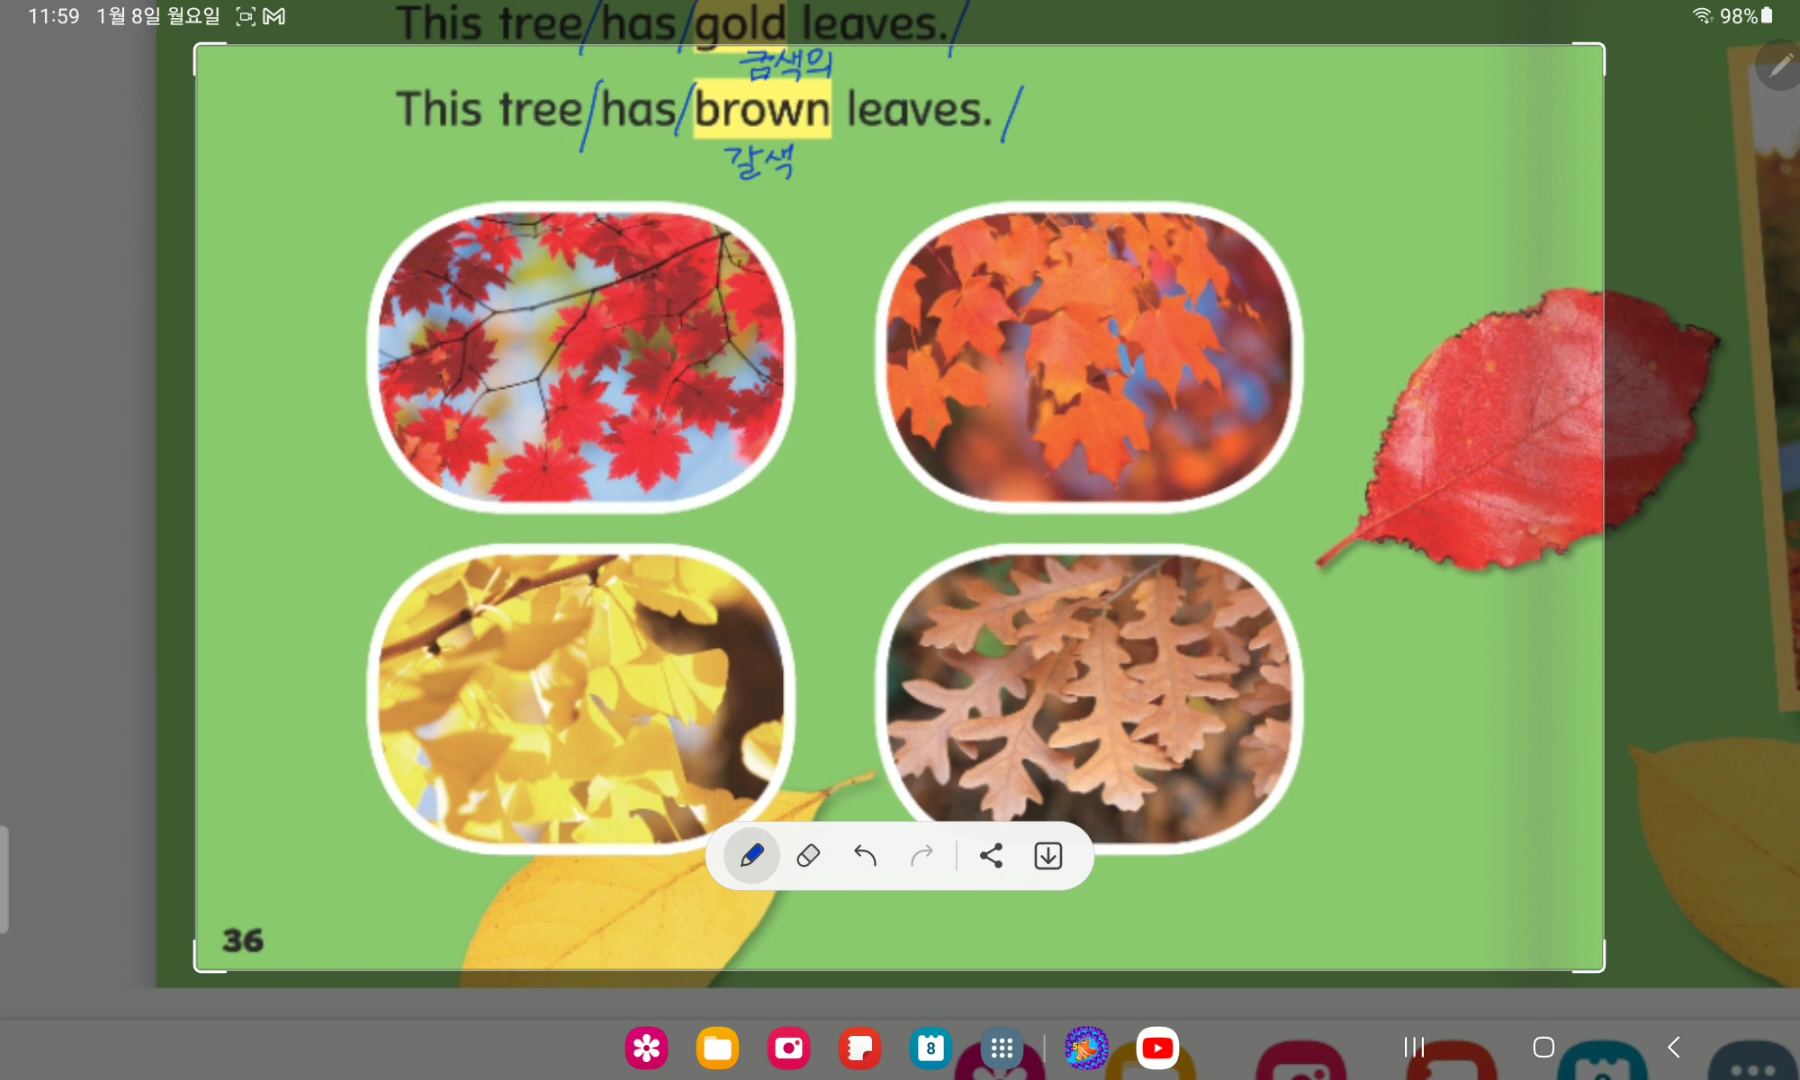 11:59 1월 8일 월요일
98%
This tree/has/gold leaves./
금색의
This tree/has/brown leaves./
갈색
36
8